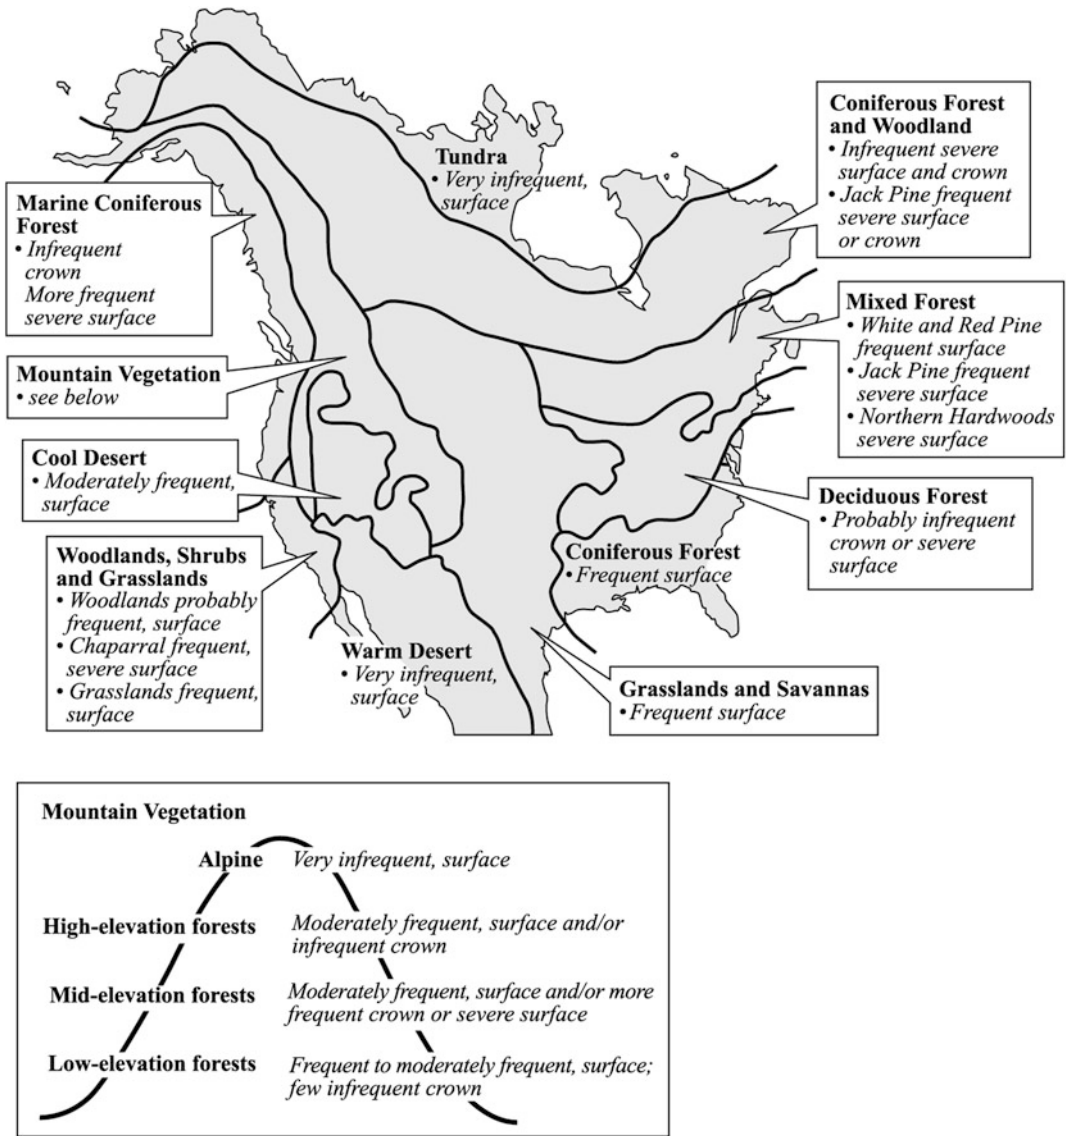 Tundra
• Very infrequent,
surface
Coniferous Forest
and Woodland
• Infrequent severe
surface and crown
• Jack Pine frequent
severe surface
or crown
Marine Coniferous
Forest
• Infrequent
crown
More frequent
severe surface
Mixed Forest
• White and Red Pine
frequent surface
• Jack Pine frequent
severe surface
• Northern Hardwoods
severe surface
Mountain Vegetation
• see below
Cool Desert
• Moderately frequent,
surface
Deciduous Forest
• Probably infrequent
crown or severe
surface
Woodlands, Shrubs
and Grasslands
• Woodlands probably
frequent, surface
• Chaparral frequent,
severe surface
• Grasslands frequent,
surface
Coniferous Forest
• Frequent surface
Warm Desert
• Very infrequent,
surface
Grasslands and Savannas
• Frequent surface
Mountain Vegetation
Alpine Very infrequent, surface
High-elevation forests Moderately frequent, surface and/or
infrequent crown
Mid-elevation forests Moderately frequent, surface and/or more
frequent crown or severe surface
Low-elevation forests Frequent to moderately frequent, surface;
few infrequent crown